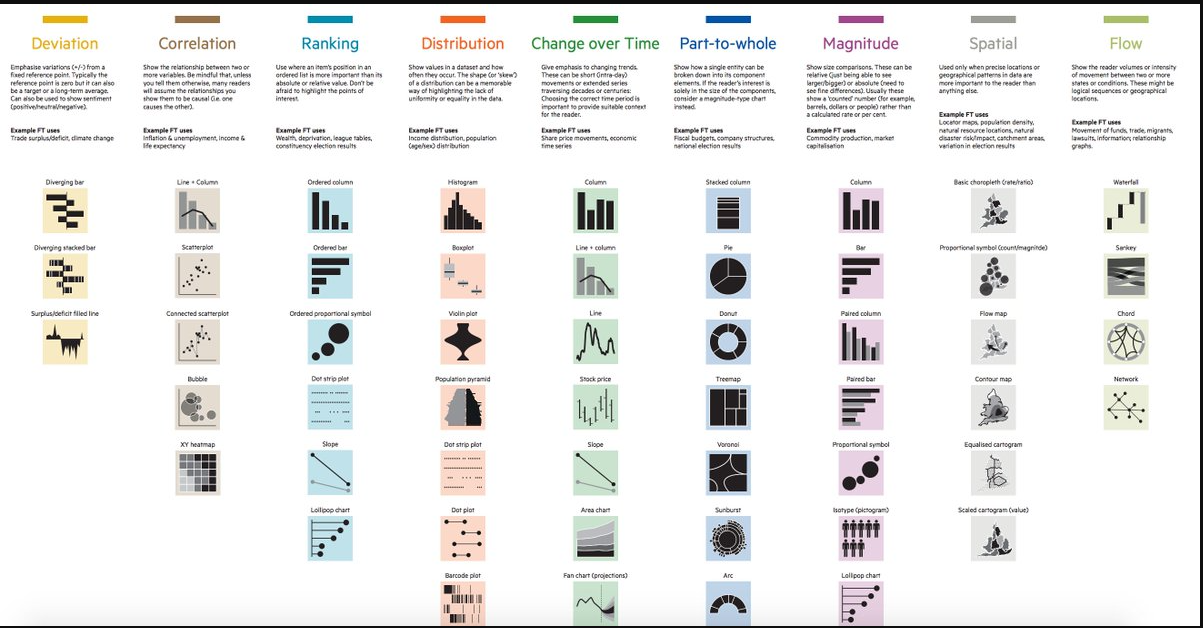 Deviation
Emphasise variations (+/-) from a
fixed reference point. Typically the
reference point is zero but it can also
be a target or a long-term average.
Can also be used to show sentiment
(positive/neutral/negative).
Example FT uses
Trade surplus/deficit, climate change
Diverging bar
Diverging stacked bar
Surplus/deficit filled line
Correlation
Show the relationship between two or
more variables. Be mindful that, unless
you tell them otherwise, many readers
will assume the relationships you
show them to be causal (i.e. one
causes the other).
Example FT uses
Inflation & unemployment, income &
life expectancy
Line + Column
Scatterplot
Connected scatterplot
Bubble
XY heatmap
Ranking
Use where an item's position in an
ordered list is more important than its
absolute or relative value. Don't be
afraid to highlight the points of
interest.
Example FT uses
Wealth, deprivation, league tables,
constituency election results
Ordered column
Ordered bar
Ordered proportional symbol
Dot strip plot
Slope
Lollipop chart
Distribution
Show values in a dataset and how
often they occur. The shape (or 'skew')
of a distribution can be a memorable
way of highlighting the lack of
uniformity or equality in the data.
Example FT uses
Income distribution, population
(age/sex) distribution
Histogram
Boxplot
Violin plot
Population pyramid
Dot strip plot
Dot plot
Barcode plot
Change over Time
Give emphasis to changing trends.
These can be short (intra-day)
movements or extended series
traversing decades or centuries:
Choosing the correct time period is
important to provide suitable context
for the reader.
Example FT uses
Share price movements, economic
time series
Column
Line + column
Line
Stock price
Slope
Area chart
Fan chart (projections)
Part-to-whole
Show how a single entity can be
broken down into its component
elements. If the reader's interest is
solely in the size of the components,
consider a magnitude-type chart
instead.
Example FT uses
Fiscal budgets, company structures,
national election results
Stacked column
Pie
Donut
Treemap
Voronoi
Sunburst
Arc
Magnitude
Show size comparisons. These can be
relative (just being able to see
larger/bigger) or absolute (need to
see fine differences). Usually these
show a 'counted' number (for example,
barrels, dollars or people) rather than
a calculated rate or per cent.
Example FT uses
Commodity production, market
capitalisation
Column
Bar
Paired column
Paired bar
Proportional symbol
Isotype (pictogram)
Lollipop chart
Spatial
Used only when precise locations or
geographical patterns in data are
more important to the reader than
anything else.
Example FT uses
Locator maps, population density,
natural resource locations, natural
disaster risk/impact, catchment areas,
variation in election results
Basic choropleth (rate/ratio)
Proportional symbol (count/magnitde)
Flow map
Contour map
Equalised cartogram
Scaled cartogram (value)
Flow
Show the reader volumes or intensity
of movement between two or more
states or conditions. These might be
logical sequences or geographical
locations.
Example FT uses
Movement of funds, trade, migrants,
lawsuits, information; relationship
graphs.
Waterfall
Sankey
Chord
Network